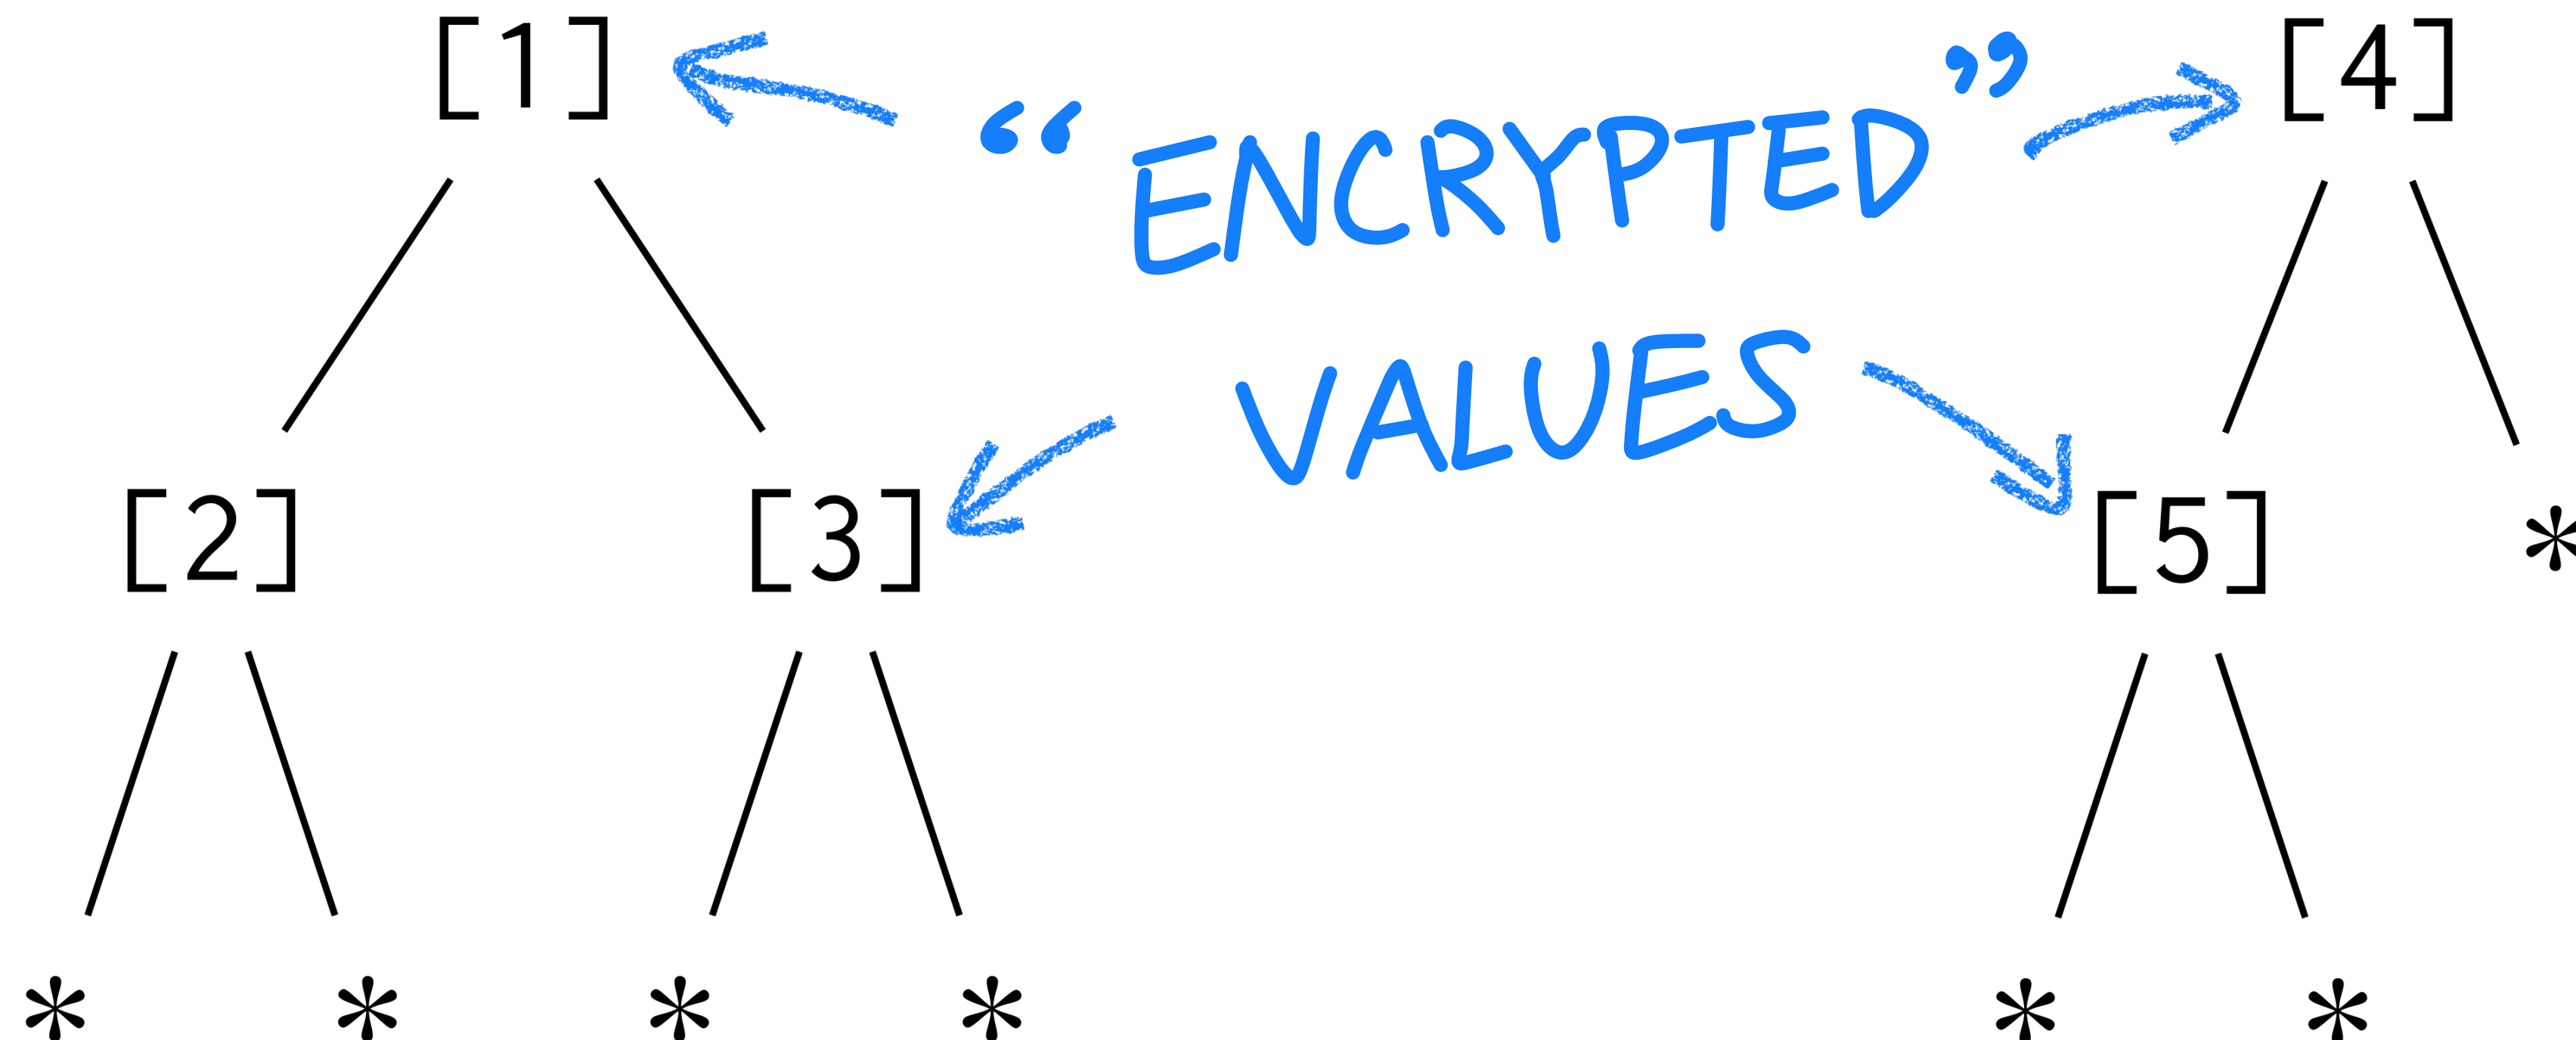 [1] [4]
“ENCRYPTED”
VALUES
[2] [3] [5] *
* * * * * *